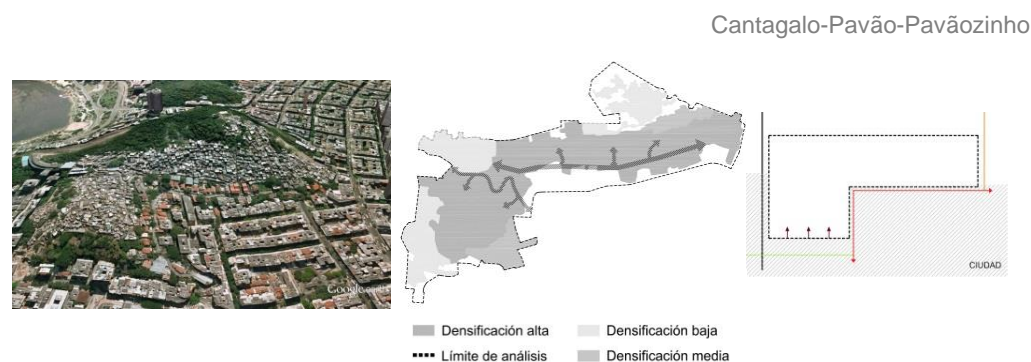 Cantagalo-Pavão-Pavãozinho
Google earth
CIUDAD
Densificación alta
Densificación baja
Límite de análisis
Densificación media